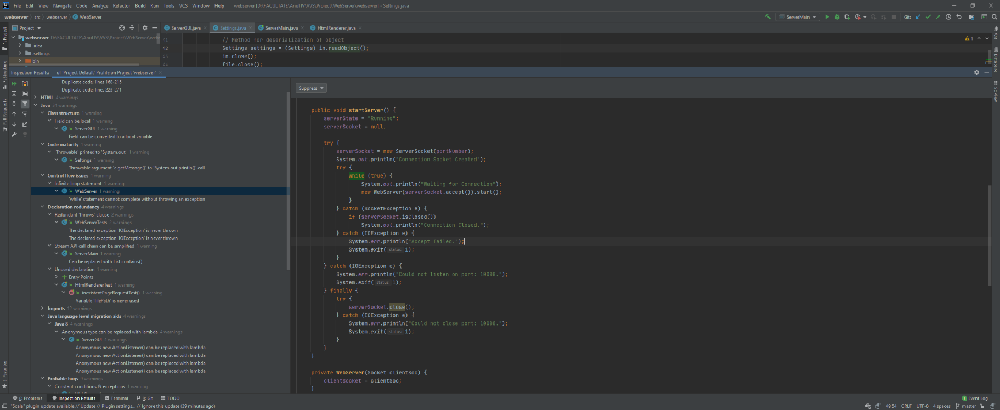 File Edit View Navigate Code Analyze Refactor Build Run Tools VCS Window Help webserver [D:\FACULTATE\Anul IV\VVS\Project\WebServer\webserver] - Settings.java
webserver src webserver WebServer
ServerMain Git:
Project ServerGUI.java Settings.java ServerMain.java HtmlRenderer.java
1: Project
webserver D:\FACULTATE\Anul IV\VVS\Project\WebServer\webs
.idea
.settings
bin
41 // Method for deserialization of object
42 Settings settings = (Settings) in.readObject();
43 in.close();
44 file.close();
1
Ant
Database
SciView
Z: Structure
Pull Requests
2: Favorites
Inspection Results: of 'Project Default' Profile on Project 'webserver'
Duplicate code: lines 168-215
Duplicate code: lines 223-271
HTML 4 warnings
Java 34 warnings
Class structure 1 warning
Field can be local 1 warning
ServerGUI 1 warning
Field can be converted to a local variable
Code maturity 1 warning
'Throwable' printed to 'System.out' 1 warning
Settings 1 warning
Throwable argument 'e.getMessage()' to 'System.out.println()' call
Control flow issues 1 warning
Infinite loop statement 1 warning
WebServer 1 warning
'while' statement cannot complete without throwing an exception
Declaration redundancy 4 warnings
Redundant 'throws' clause 2 warnings
WebServerTests 2 warnings
The declared exception 'IOException' is never thrown
The declared exception 'IOException' is never thrown
Stream API call chain can be simplified 1 warning
ServerMain 1 warning
Can be replaced with List.contains()
Unused declaration 1 warning
Entry Points
HtmlRendererTest 1 warning
inexistentPageRequestTest() 1 warning
Variable 'filePath' is never used
Imports 12 warnings
Java language level migration aids 4 warnings
Java 8 4 warnings
Anonymous type can be replaced with lambda 4 warnings
ServerGUI 4 warnings
Anonymous new ActionListener() can be replaced with lambda
Anonymous new ActionListener() can be replaced with lambda
Anonymous new ActionListener() can be replaced with lambda
Anonymous new ActionListener() can be replaced with lambda
Probable bugs 9 warnings
Constant conditions & exceptions 1 warning
Suppress
public void startServer() {
serverState = "Running";
serverSocket = null;
try {
serverSocket = new ServerSocket(portNumber);
System.out.println("Connection Socket Created");
try {
while (true) {
System.out.println("Waiting for Connection");
new WebServer(serverSocket.accept()).start();
}
} catch (SocketException e) {
if (serverSocket.isClosed())
System.out.println("Connection Closed.");
} catch (IOException e) {
System.err.println("Accept failed.");
System.exit( status: 1);
}
} catch (IOException e) {
System.err.println("Could not listen on port: 10008.");
System.exit( status: 1);
} finally {
try {
serverSocket.close();
} catch (IOException e) {
System.err.println("Could not close port: 10008.");
System.exit( status: 1);
}
}
}
private WebServer(Socket clientSoc) {
clientSocket = clientSoc;
}
6: Problems Inspection Results Terminal 9: Git TODO 1 Event Log
"Scala" plugin update available // Update // Plugin settings... // Ignore this update (39 minutes ago) 49:54 CRLF UTF-8 4 spaces master